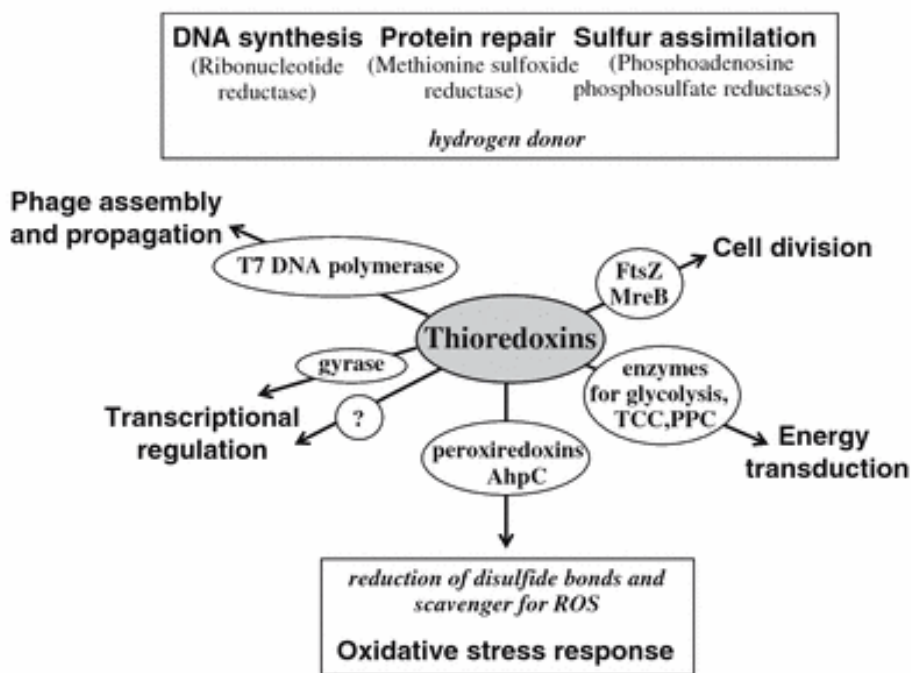 DNA synthesis Protein repair Sulfur assimilation
(Ribonucleotide reductase) (Methionine sulfoxide reductase) (Phosphoadenosine phosphosulfate reductases)
hydrogen donor
Phage assembly
and propagation
T7 DNA polymerase
FtsZ
MreB
Cell division
Thioredoxins
gyrase
?
Transcriptional
regulation
enzymes
for glycolysis,
TCC,PPC
Energy
transduction
peroxiredoxins
AhpC
reduction of disulfide bonds and
scavenger for ROS
Oxidative stress response